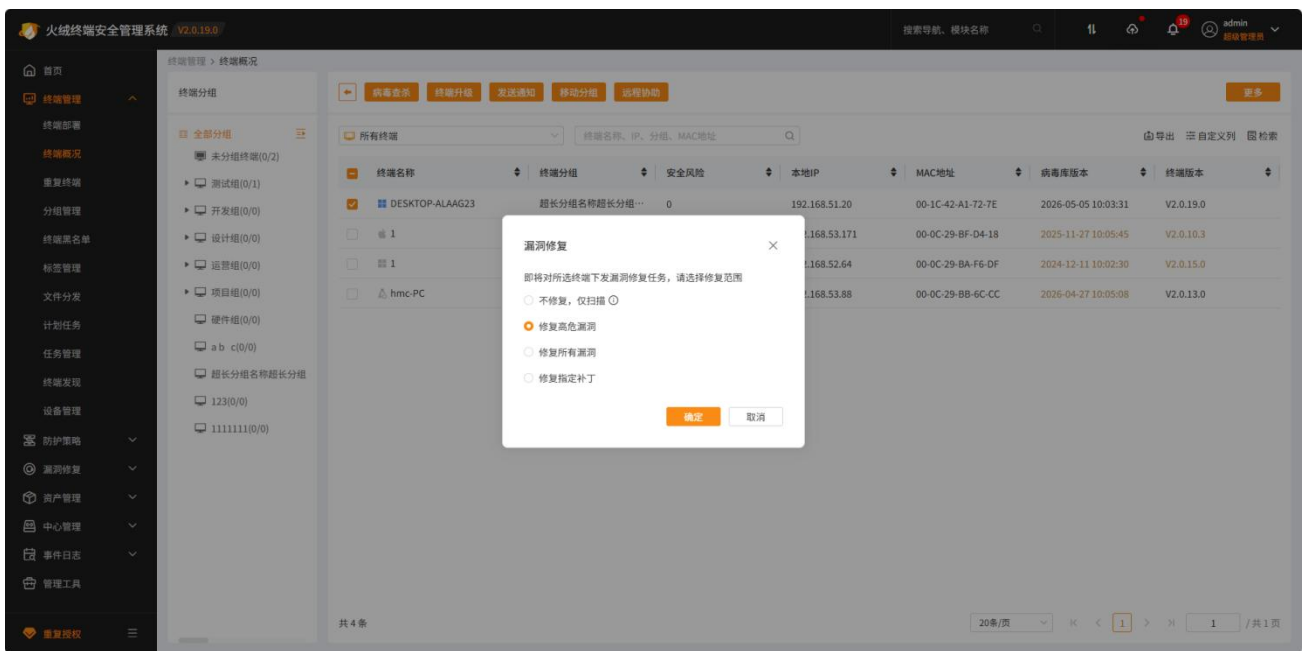 火绒终端安全管理系统 V2.0.19.0
搜索导航、模块名称
19
admin
超级管理员
首页
终端管理
终端部署
终端概况
重复终端
分组管理
终端黑名单
标签管理
文件分发
计划任务
任务管理
终端发现
设备管理
防护策略
漏洞修复
资产管理
中心管理
事件日志
管理工具
重复授权
终端管理 > 终端概况
终端分组
全部分组
未分组终端(0/2)
测试组(0/1)
开发组(0/0)
设计组(0/0)
运营组(0/0)
项目组(0/0)
硬件组(0/0)
a b c(0/0)
超长分组名称超长分组
123(0/0)
1111111(0/0)
病毒查杀 终端升级 发送通知 移动分组 远程协助 更多
所有终端 终端名称、IP、分组、MAC地址 导出 自定义列 检索
终端名称 终端分组 安全风险 本地IP MAC地址 病毒库版本 终端版本
DESKTOP-ALAAG23 超长分组名称超长分组… 0 192.168.51.20 00-1C-42-A1-72-7E 2026-05-05 10:03:31 V2.0.19.0
1 .168.53.171 00-0C-29-BF-D4-18 2025-11-27 10:05:45 V2.0.10.3
1 .168.52.64 00-0C-29-BA-F6-DF 2024-12-11 10:02:30 V2.0.15.0
hmc-PC .168.53.88 00-0C-29-BB-6C-CC 2026-04-27 10:05:08 V2.0.13.0
漏洞修复
即将对所选终端下发漏洞修复任务，请选择修复范围
不修复，仅扫描
修复高危漏洞
修复所有漏洞
修复指定补丁
确定 取消
共 4 条 20条/页 1 1 / 共 1 页